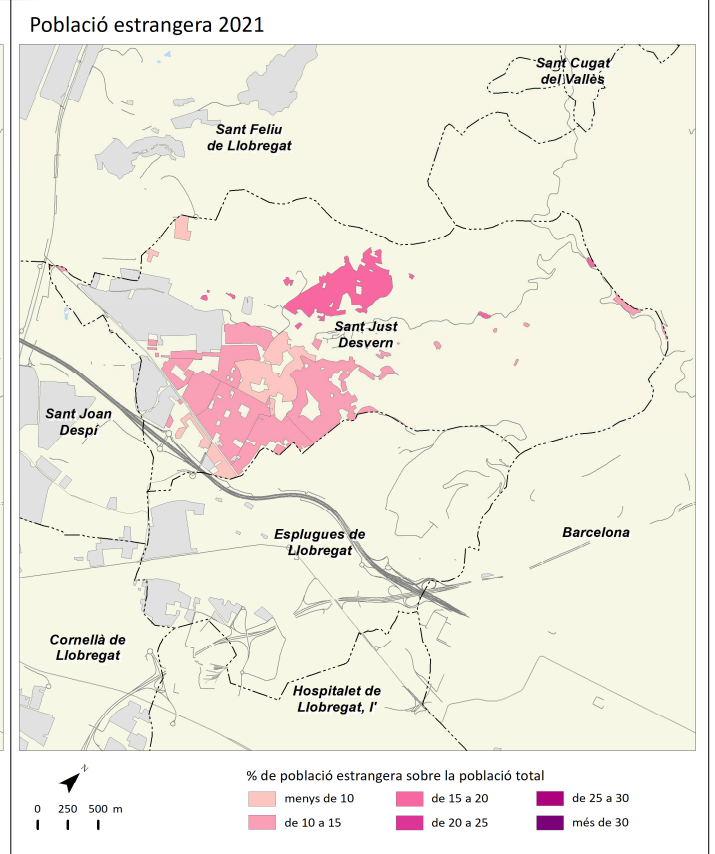 Població estrangera 2021
Sant Cugat
del Vallès
Sant Feliu
de Llobregat
Sant Just
Desvern
Sant Joan
Despí
Esplugues de
Llobregat
Barcelona
Cornellà de
Llobregat
Hospitalet de
Llobregat, l'
N
0 250 500 m
% de població estrangera sobre la població total
menys de 10
de 15 a 20
de 25 a 30
de 10 a 15
de 20 a 25
més de 30